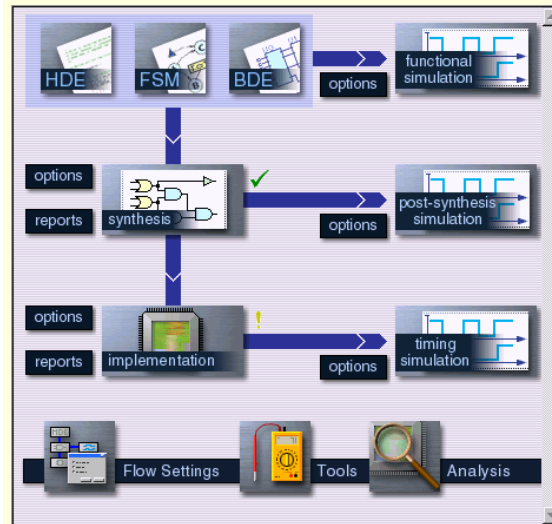 HDE
FSM
BDE
options
functional
simulation
options
reports
synthesis
options
post-synthesis
simulation
options
reports
implementation
options
timing
simulation
Flow Settings
Tools
Analysis